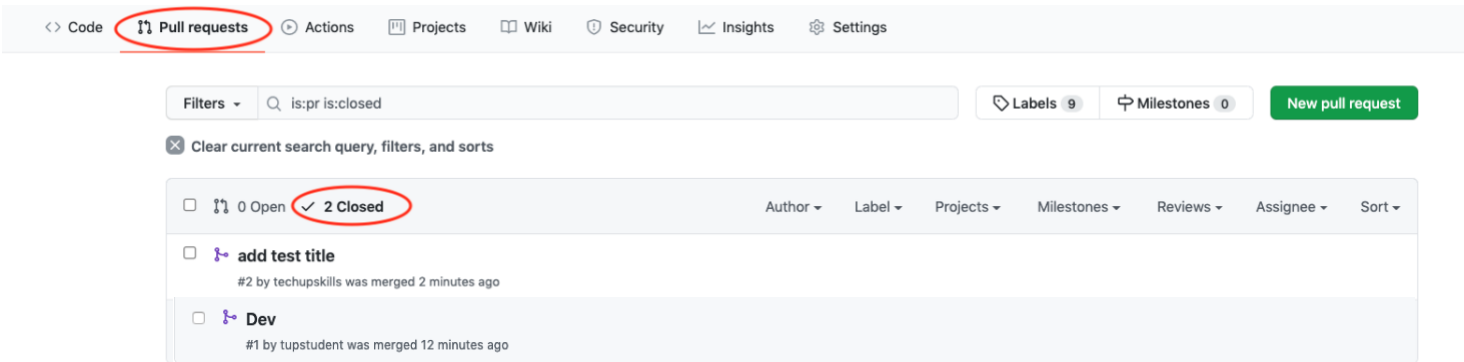 Code Pull requests Actions Projects Wiki Security Insights Settings
Filters is:pr is:closed Labels 9 Milestones 0 New pull request
Clear current search query, filters, and sorts
0 Open 2 Closed Author Label Projects Milestones Reviews Assignee Sort
add test title
#2 by techupskills was merged 2 minutes ago
Dev
#1 by tupstudent was merged 12 minutes ago